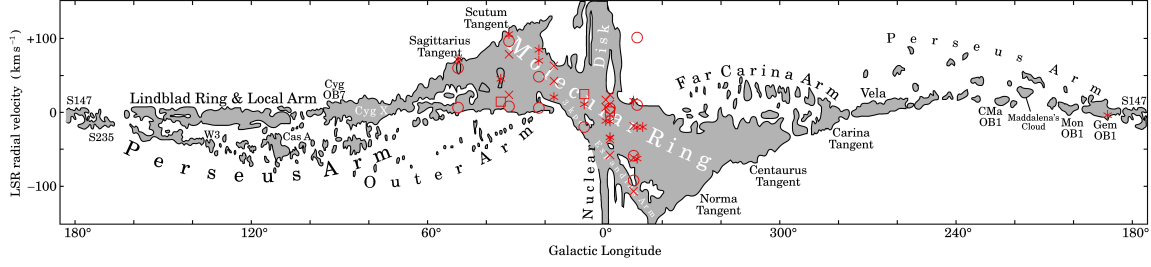 LSR radial velocity (km s⁻¹)
+100
0
−100
180°
120°
60°
0°
300°
240°
180°
Galactic Longitude
S147
S235
Lindblad Ring & Local Arm
W3
Cas A
Perseus Arm
Cyg
OB7
Cyg X
Outer Arm
Sagittarius
Tangent
Scutum
Tangent
Molecular Ring
Nuclear Disk
Far Carina Arm
Norma
Tangent
Centaurus
Tangent
Carina
Tangent
Vela
Perseus Arm
CMa
OB1
Maddalena's
Cloud
Mon
OB1
Gem
OB1
S147